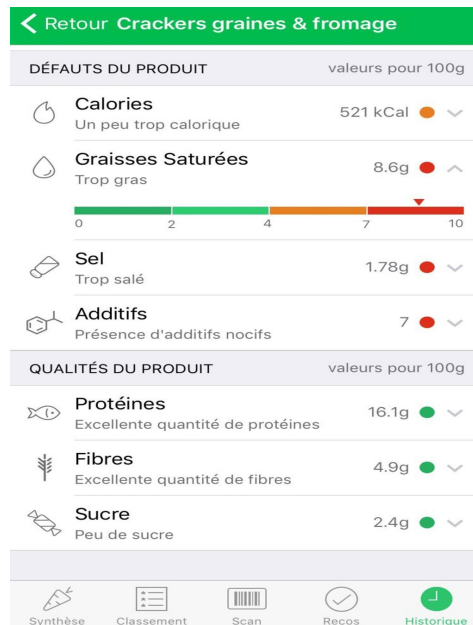 Retour Crackers graines & fromage
DÉFAUTS DU PRODUIT valeurs pour 100g
Calories 521 kCal
Un peu trop calorique
Graisses Saturées 8.6g
Trop gras
0 2 4 7 10
Sel 1.78g
Trop salé
Additifs 7
Présence d'additifs nocifs
QUALITÉS DU PRODUIT valeurs pour 100g
Protéines 16.1g
Excellente quantité de protéines
Fibres 4.9g
Excellente quantité de fibres
Sucre 2.4g
Peu de sucre
Synthèse Classement Scan Recos Historique